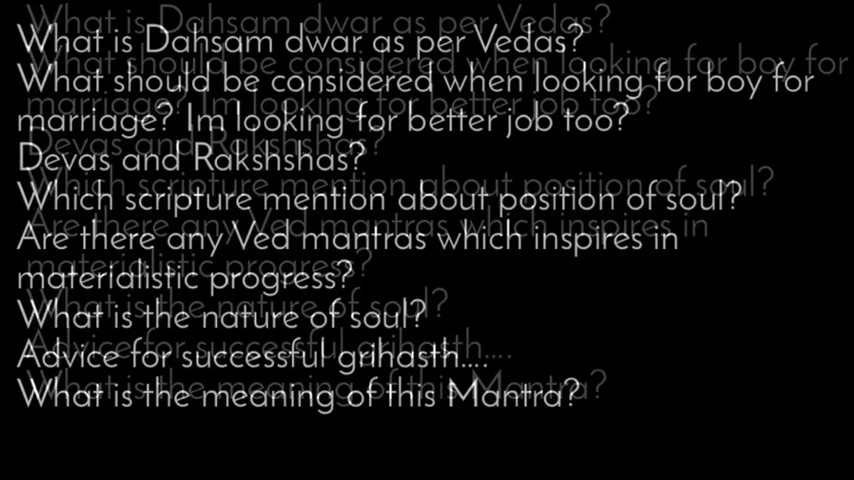 What is Dahsam dwar as per Vedas?
What should be considered when looking for boy for
marriage? Im looking for better job too?
Devas and Rakshshas?
Which scripture mention about position of soul?
Are there any Ved mantras which inspires in
materialistic progress?
What is the nature of soul?
Advice for successful grihasth....
What is the meaning of this Mantra?